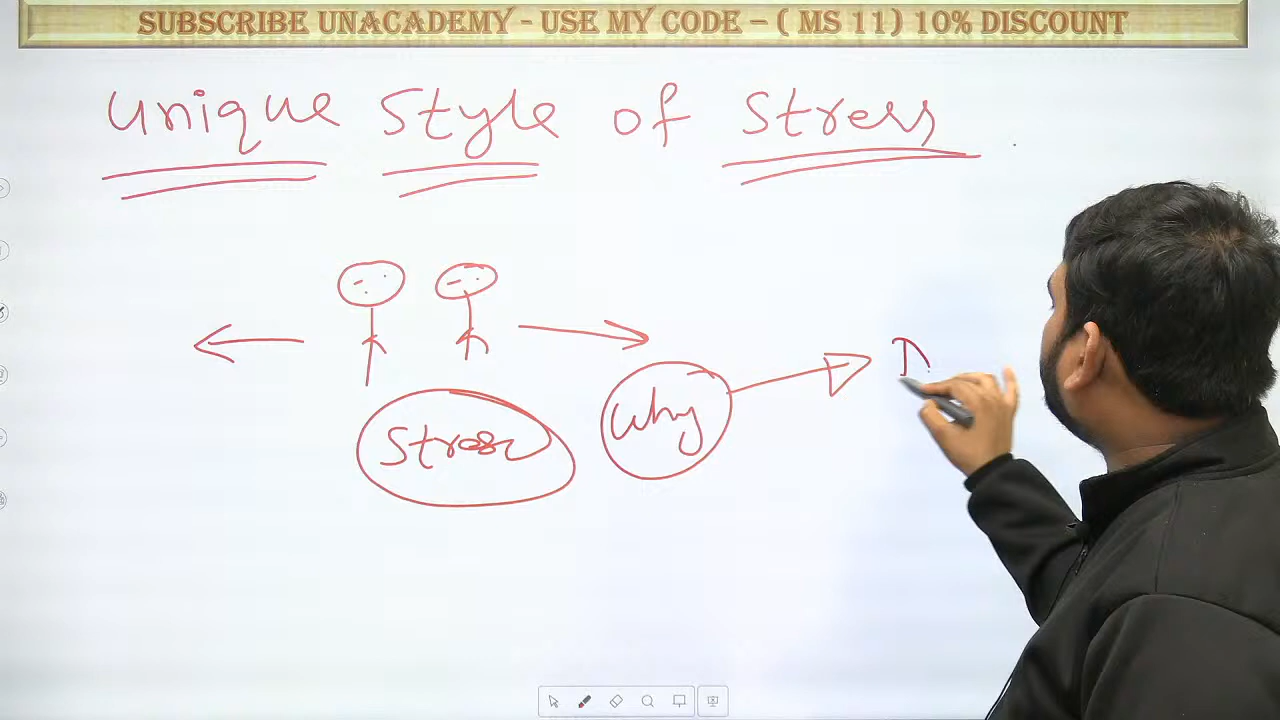 SUBSCRIBE UNACADEMY - USE MY CODE – ( MS 11) 10% DISCOUNT
Unique Style of Stress
Stress
Why